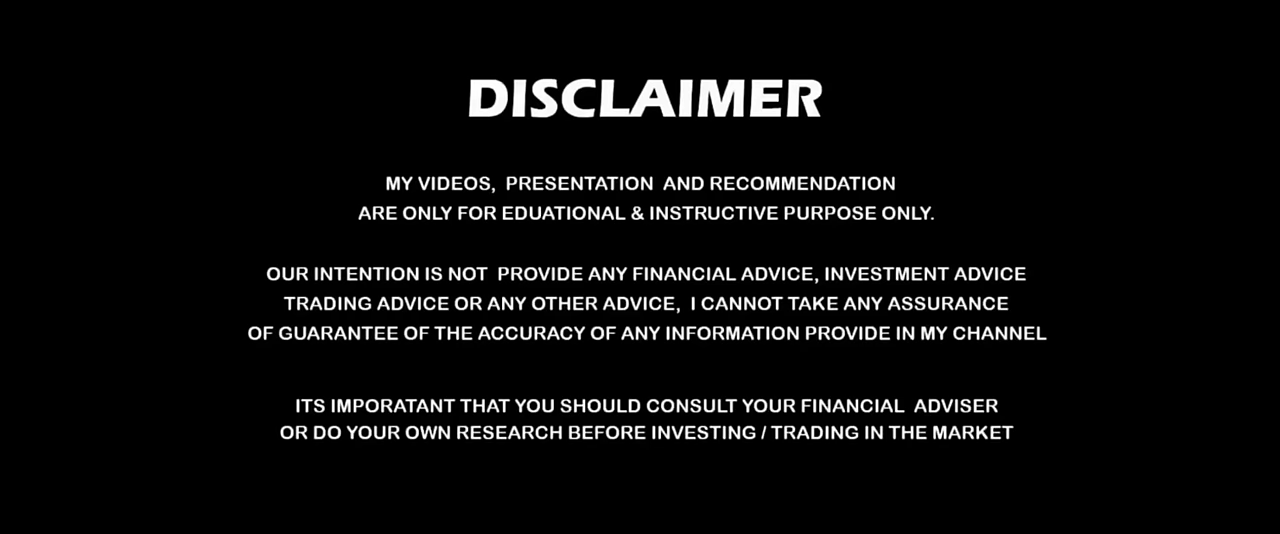 DISCLAIMER
MY VIDEOS, PRESENTATION AND RECOMMENDATION
ARE ONLY FOR EDUATIONAL & INSTRUCTIVE PURPOSE ONLY.
OUR INTENTION IS NOT PROVIDE ANY FINANCIAL ADVICE, INVESTMENT ADVICE
TRADING ADVICE OR ANY OTHER ADVICE, I CANNOT TAKE ANY ASSURANCE
OF GUARANTEE OF THE ACCURACY OF ANY INFORMATION PROVIDE IN MY CHANNEL
ITS IMPORATANT THAT YOU SHOULD CONSULT YOUR FINANCIAL ADVISER
OR DO YOUR OWN RESEARCH BEFORE INVESTING / TRADING IN THE MARKET